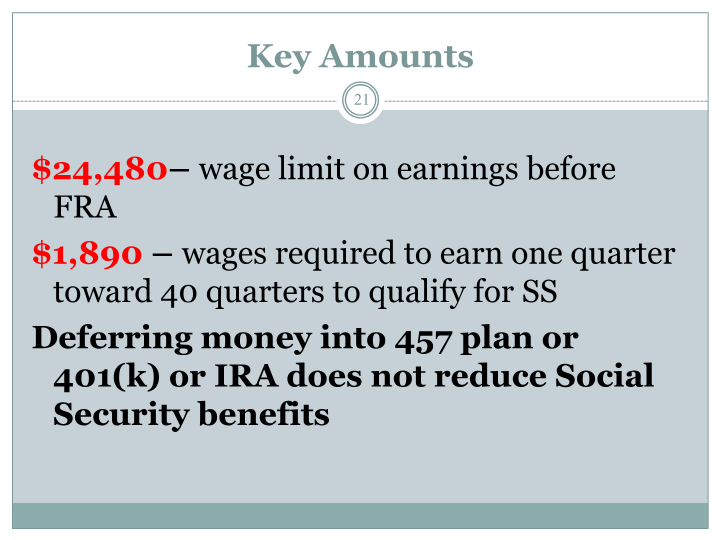 Key Amounts
21
$24,480– wage limit on earnings before
FRA
$1,890 – wages required to earn one quarter
toward 40 quarters to qualify for SS
Deferring money into 457 plan or
401(k) or IRA does not reduce Social
Security benefits